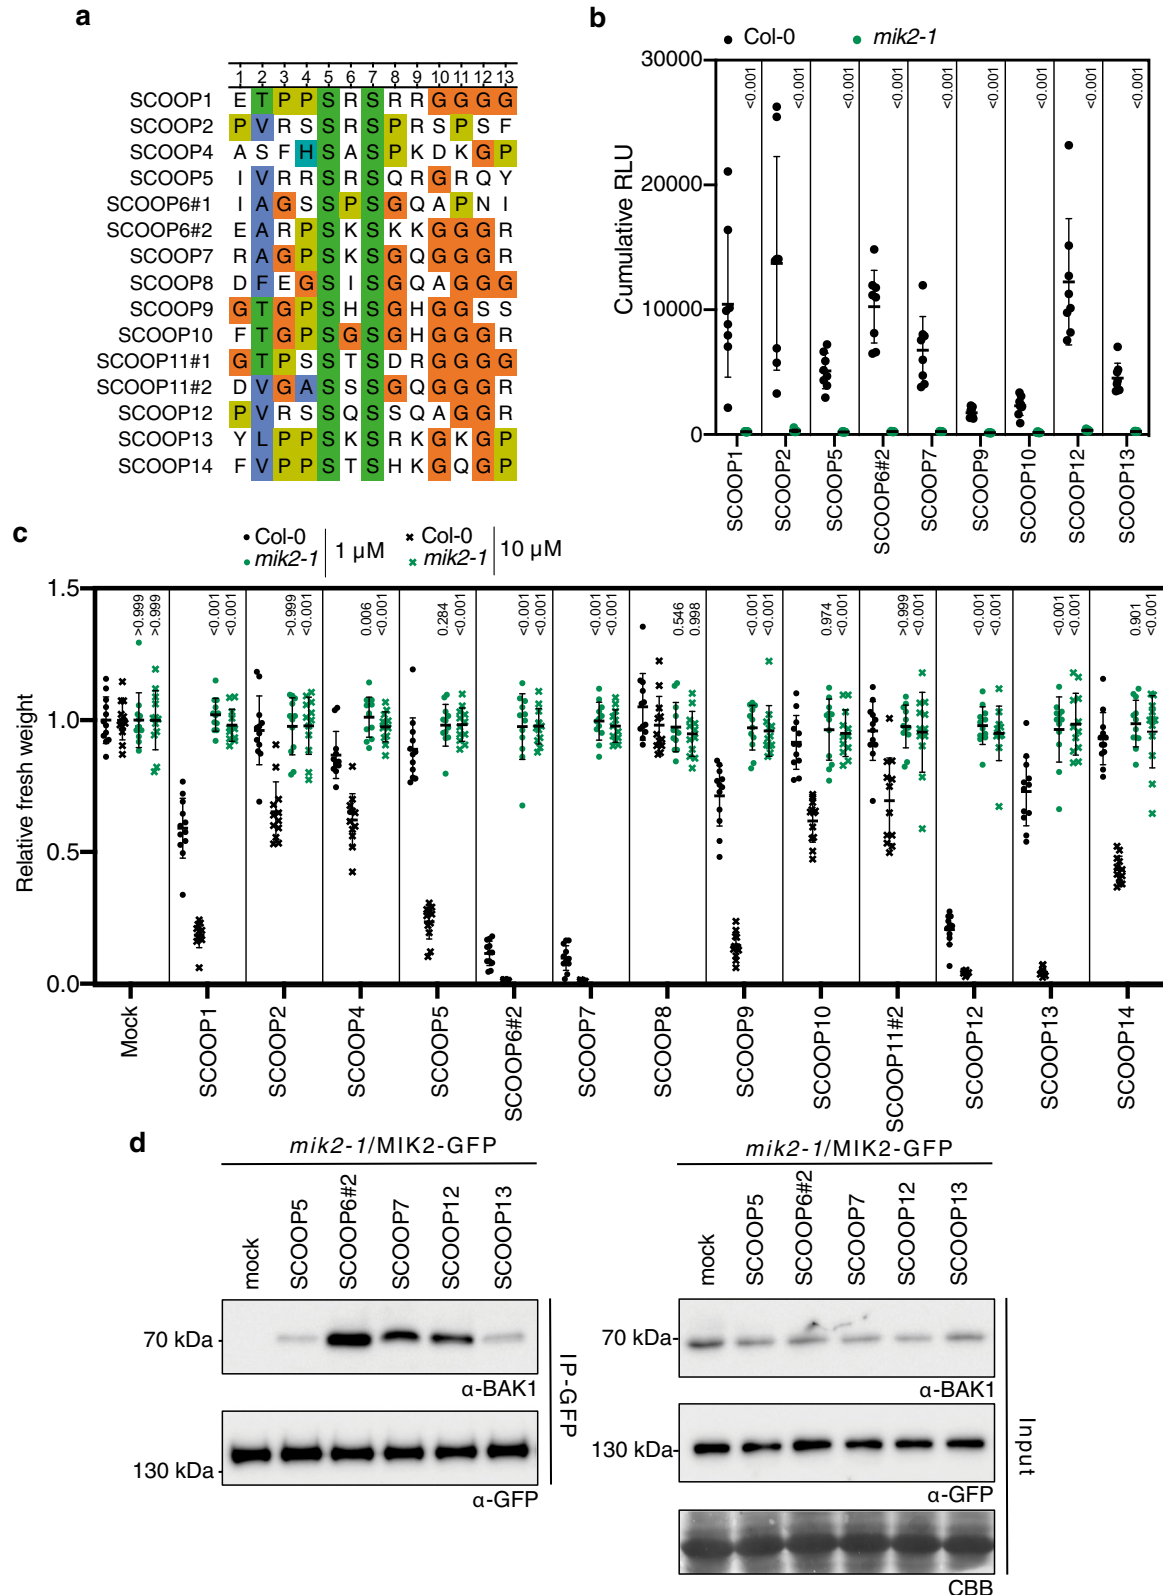 a
1 2 3 4 5 6 7 8 9 10 11 12 13
SCOOP1 E T P P S R S R R G G G G
SCOOP2 P V R S S R S P R S P S F
SCOOP4 A S F H S A S P K D K G P
SCOOP5 I V R R S R S Q R G R Q Y
SCOOP6#1 I A G S S P S G Q A P N I
SCOOP6#2 E A R P S K S K K G G G R
SCOOP7 R A G P S K S G Q G G G R
SCOOP8 D F E G S I S G Q A G G G
SCOOP9 G T G P S H S G H G G S S
SCOOP10 F T G P S G S G H G G G R
SCOOP11#1 G T P S S T S D R G G G G
SCOOP11#2 D V G A S S S G Q G G G R
SCOOP12 P V R S S Q S S Q A G G R
SCOOP13 Y L P P S K S R K G K G P
SCOOP14 F V P P S T S H K G Q G P
b
Col-0 mik2-1
Cumulative RLU
30000
20000
10000
0
<0.001 <0.001 <0.001 <0.001 <0.001 <0.001 <0.001 <0.001 <0.001
SCOOP1 SCOOP2 SCOOP5 SCOOP6#2 SCOOP7 SCOOP9 SCOOP10 SCOOP12 SCOOP13
c
Col-0
mik2-1
1 µM
Col-0
mik2-1
10 µM
Relative fresh weight
1.5
1.0
0.5
0.0
>0.999 >0.999
<0.001 <0.001
>0.999 <0.001
0.006 <0.001
0.284 <0.001
<0.001 <0.001
<0.001 <0.001
0.546 0.998
<0.001 <0.001
0.974 <0.001
>0.999 <0.001
<0.001 <0.001
<0.001 <0.001
0.901 <0.001
Mock SCOOP1 SCOOP2 SCOOP4 SCOOP5 SCOOP6#2 SCOOP7 SCOOP8 SCOOP9 SCOOP10 SCOOP11#2 SCOOP12 SCOOP13 SCOOP14
d
mik2-1/MIK2-GFP
mock SCOOP5 SCOOP6#2 SCOOP7 SCOOP12 SCOOP13
70 kDa
α-BAK1
130 kDa
α-GFP
IP-GFP
mik2-1/MIK2-GFP
mock SCOOP5 SCOOP6#2 SCOOP7 SCOOP12 SCOOP13
70 kDa
α-BAK1
130 kDa
α-GFP
CBB
Input